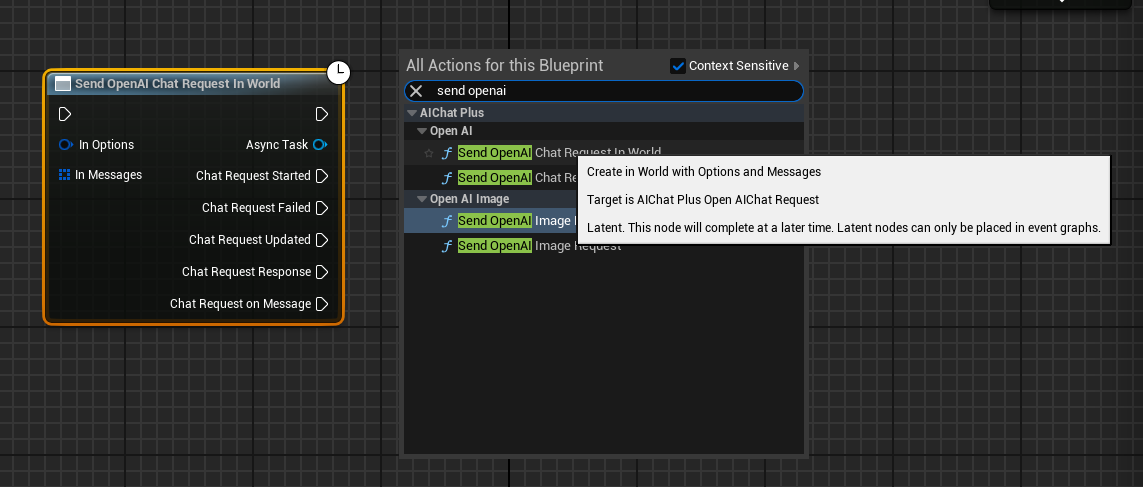 Send OpenAI Chat Request In World
In Options
Async Task
In Messages
Chat Request Started
Chat Request Failed
Chat Request Updated
Chat Request Response
Chat Request on Message
All Actions for this Blueprint
Context Sensitive
send openai
AIChat Plus
Open AI
Send OpenAI Chat Request In World
Send OpenAI Chat Re
Open AI Image
Send OpenAI Image
Send OpenAI Image Request
Create in World with Options and Messages
Target is AIChat Plus Open AIChat Request
Latent. This node will complete at a later time. Latent nodes can only be placed in event graphs.